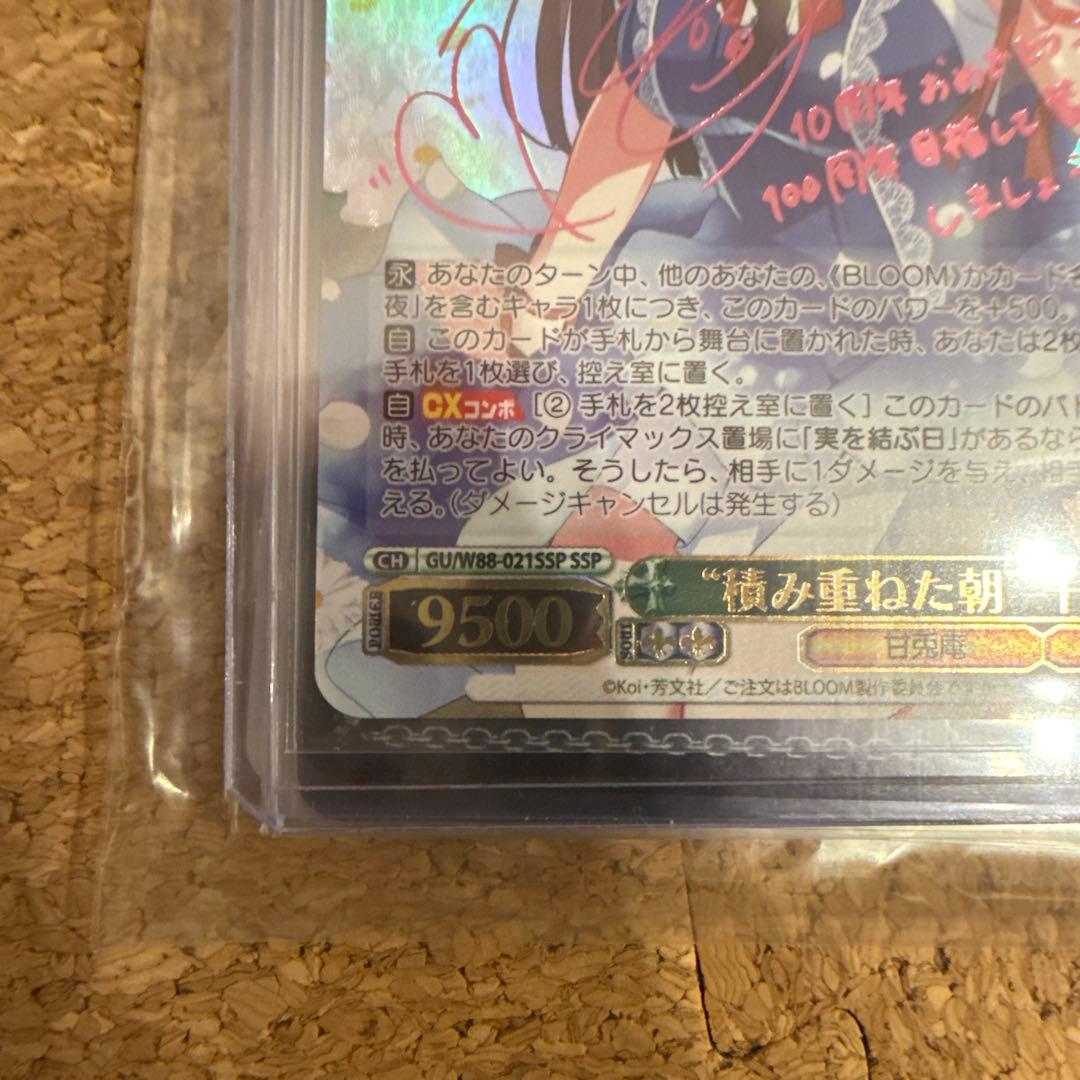 10周年 おめ
100周年 目指して
しましょ
永 あなたのターン中、他のあなたの、《BLOOM》かカード名
夜」を含むキャラ1枚につき、このカードのパワーを+500。
自 このカードが手札から舞台に置かれた時、あなたは2枚
手札を1枚選び、控え室に置く。
自 CXコンボ [② 手札を2枚控え室に置く] このカードのバト
時、あなたのクライマックス置場に「実を結ぶ日」があるなら
を払ってよい。そうしたら、相手に1ダメージを与え、相手
える。(ダメージキャンセルは発生する)
CH GU/W88-021SSP SSP
“積み重ねた朝”
POWER 9500
SOUL
甘兎庵
©Koi・芳文社／ご注文はBLOOM製作委員会ですか